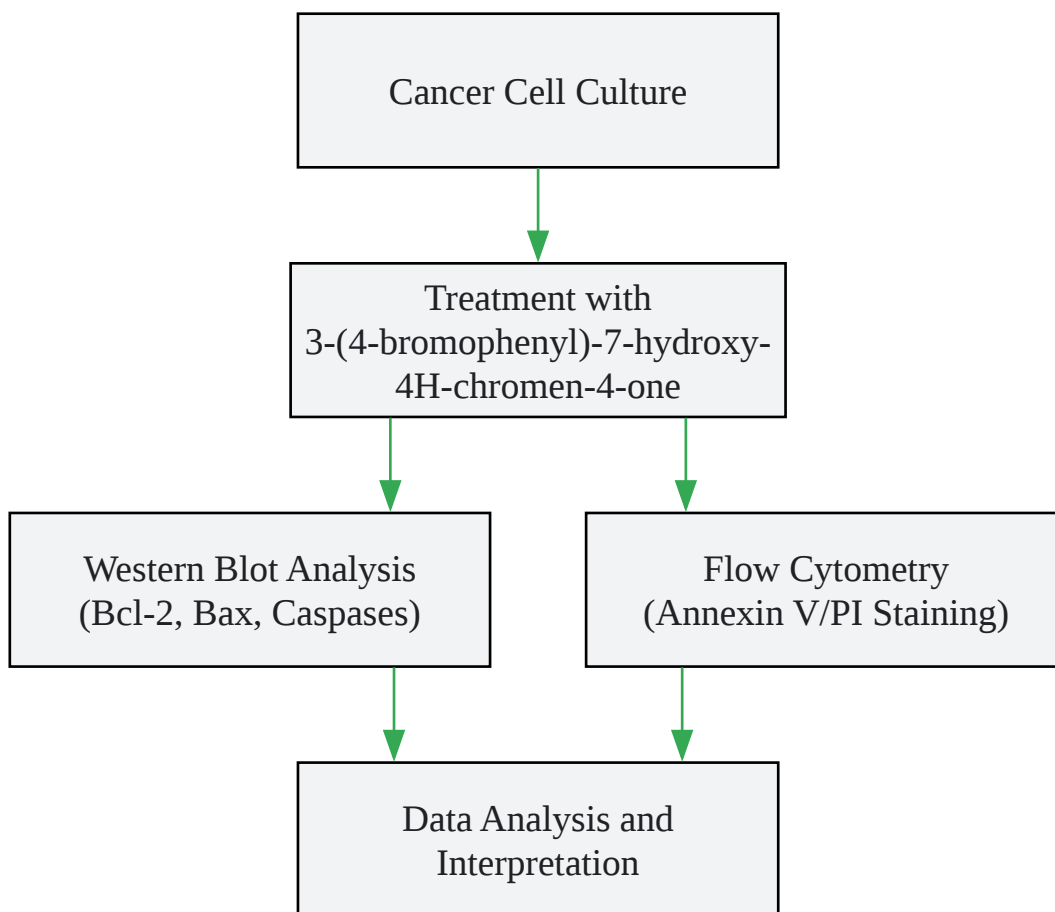 Cancer Cell Culture
Treatment with
3-(4-bromophenyl)-7-hydroxy-
4H-chromen-4-one
Western Blot Analysis
(Bcl-2, Bax, Caspases)
Flow Cytometry
(Annexin V/PI Staining)
Data Analysis and
Interpretation